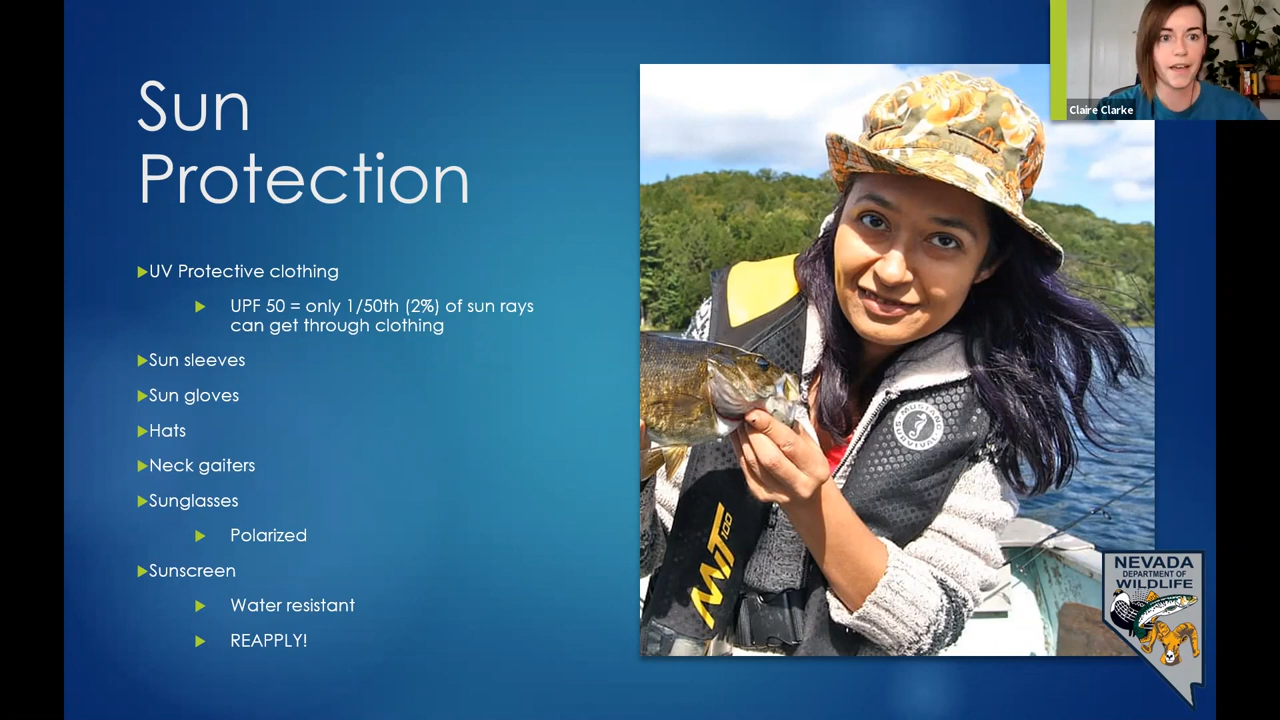 Sun
Protection
UV Protective clothing
UPF 50 = only 1/50th (2%) of sun rays
can get through clothing
Sun sleeves
Sun gloves
Hats
Neck gaiters
Sunglasses
Polarized
Sunscreen
Water resistant
REAPPLY!
Claire Clarke
MUSTANG
SURVIVAL
MIT 100
NEVADA
DEPARTMENT OF
WILDLIFE